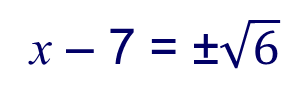 x – 7 = ±√6